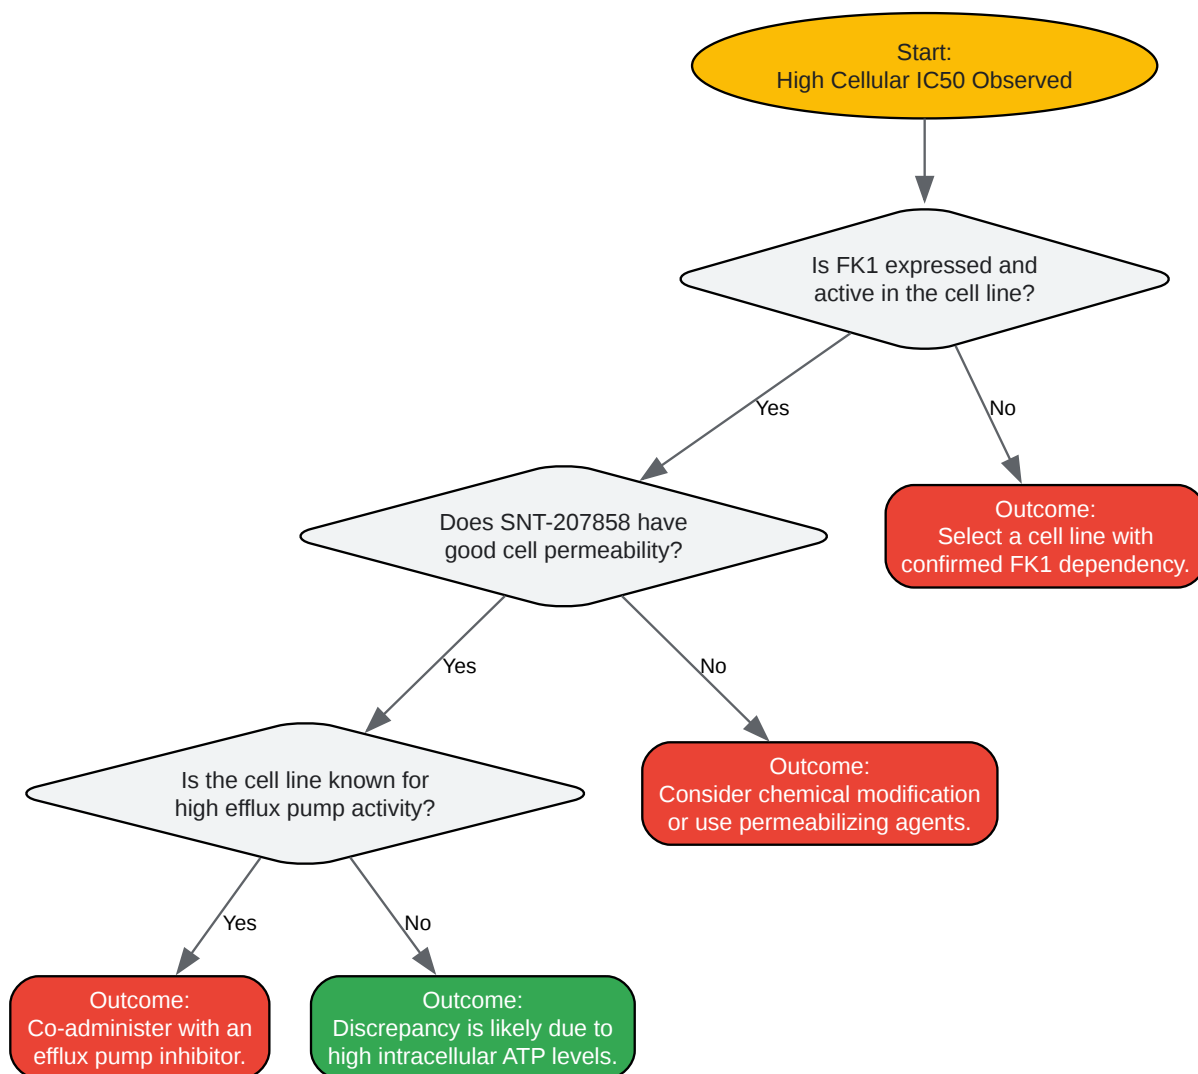 Start:
High Cellular IC50 Observed
Is FK1 expressed and
active in the cell line?
Yes
No
Does SNT-207858 have
good cell permeability?
Outcome:
Select a cell line with
confirmed FK1 dependency.
Yes
No
Is the cell line known for
high efflux pump activity?
Outcome:
Consider chemical modification
or use permeabilizing agents.
Yes
No
Outcome:
Co-administer with an
efflux pump inhibitor.
Outcome:
Discrepancy is likely due to
high intracellular ATP levels.